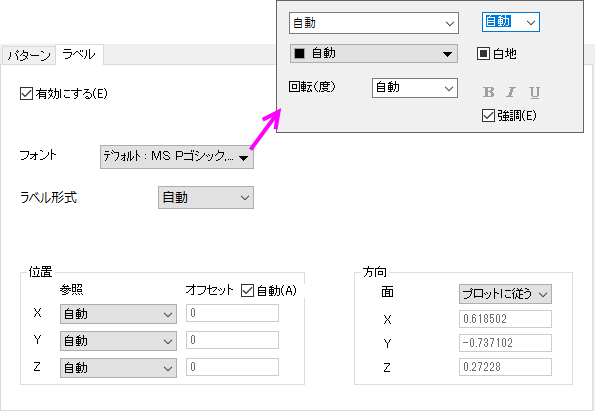 自動 自動
自動 白地
回転(度) 自動 B I U
強調(E)
パターン ラベル
有効にする(E)
フォント ﾃﾞﾌｫﾙﾄ : MS Pゴシック,...
ラベル形式 自動
位置
参照 オフセット 自動(A)
X 自動 0
Y 自動 0
Z 自動 0
方向
面 プロットに従う
X 0.618502
Y -0.737102
Z 0.27228